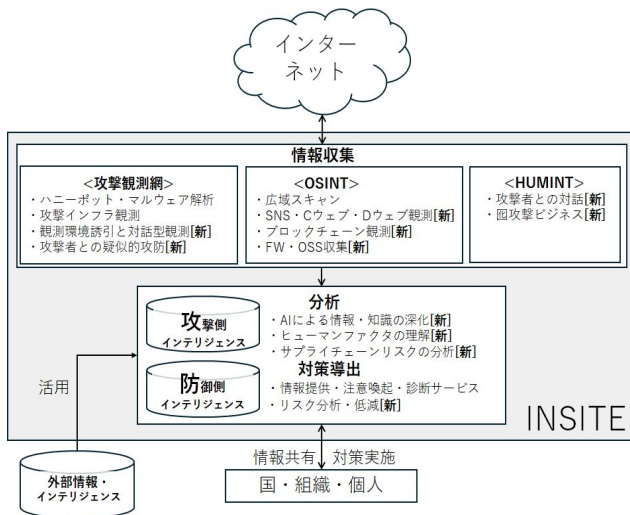 インター
ネット
情報収集
<攻撃観測網>
・ハニーポット・マルウェア解析
・攻撃インフラ観測
・観測環境誘引と対話型観測[新]
・攻撃者との疑似的攻防[新]
<OSINT>
・広域スキャン
・SNS・Cウェブ・Dウェブ観測[新]
・ブロックチェーン観測[新]
・FW・OSS収集[新]
<HUMINT>
・攻撃者との対話[新]
・囮攻撃ビジネス[新]
攻撃側
インテリジェンス
分析
・AIによる情報・知識の深化[新]
・ヒューマンファクタの理解[新]
・サプライチェーンリスクの分析[新]
防御側
インテリジェンス
対策導出
・情報提供・注意喚起・診断サービス
・リスク分析・低減[新]
活用
INSITE
外部情報・
インテリジェンス
情報共有 対策実施
国・組織・個人